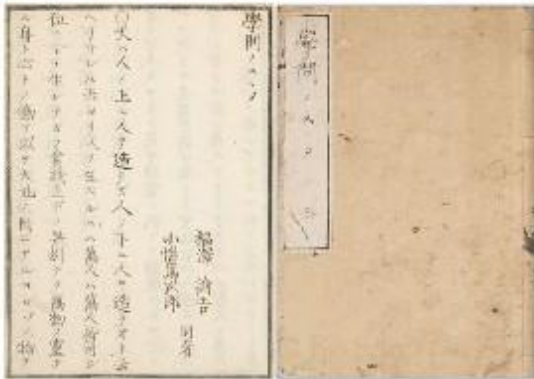 學問ノスヽメ 全
學問ノスヽメ
福澤諭吉
小幡篤次郎
同著
天ハ人ノ上ニ人ヲ造ラズ人ノ下ニ人ヲ造ラズト云
ヘリサレバ天ヨリ人ヲ生ズルニハ萬人ハ萬人皆同ジ
位ニシテ生レナガラ貴賤上下ノ差別ナク萬物ノ靈タ
ル身ト心トノ働ヲ以テ天地ノ間ニアルヨロヅノ物ヲ